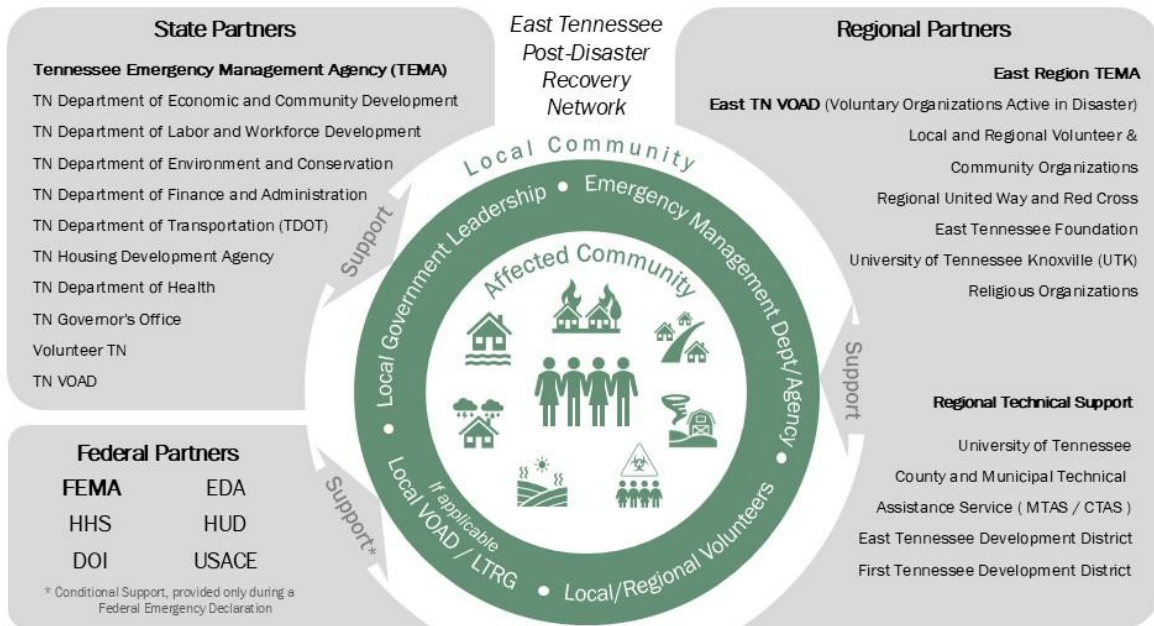 East Tennessee
Post-Disaster
Recovery
Network
State Partners
Tennessee Emergency Management Agency (TEMA)
TN Department of Economic and Community Development
TN Department of Labor and Workforce Development
TN Department of Environment and Conservation
TN Department of Finance and Administration
TN Department of Transportation (TDOT)
TN Housing Development Agency
TN Department of Health
TN Governor's Office
Volunteer TN
TN VOAD
Support
Federal Partners
FEMA EDA
HHS HUD
DOI USACE
* Conditional Support, provided only during a
Federal Emergency Declaration
Support*
Local Community
Local Government Leadership • Emergency Management Dept/Agency •
Local/Regional Volunteers •
If applicable
Local VOAD / LTRG •
Affected Community
Regional Partners
East Region TEMA
East TN VOAD (Voluntary Organizations Active in Disaster)
Local and Regional Volunteer &
Community Organizations
Regional United Way and Red Cross
East Tennessee Foundation
University of Tennessee Knoxville (UTK)
Religious Organizations
Support
Regional Technical Support
University of Tennessee
County and Municipal Technical
Assistance Service ( MTAS / CTAS )
East Tennessee Development District
First Tennessee Development District